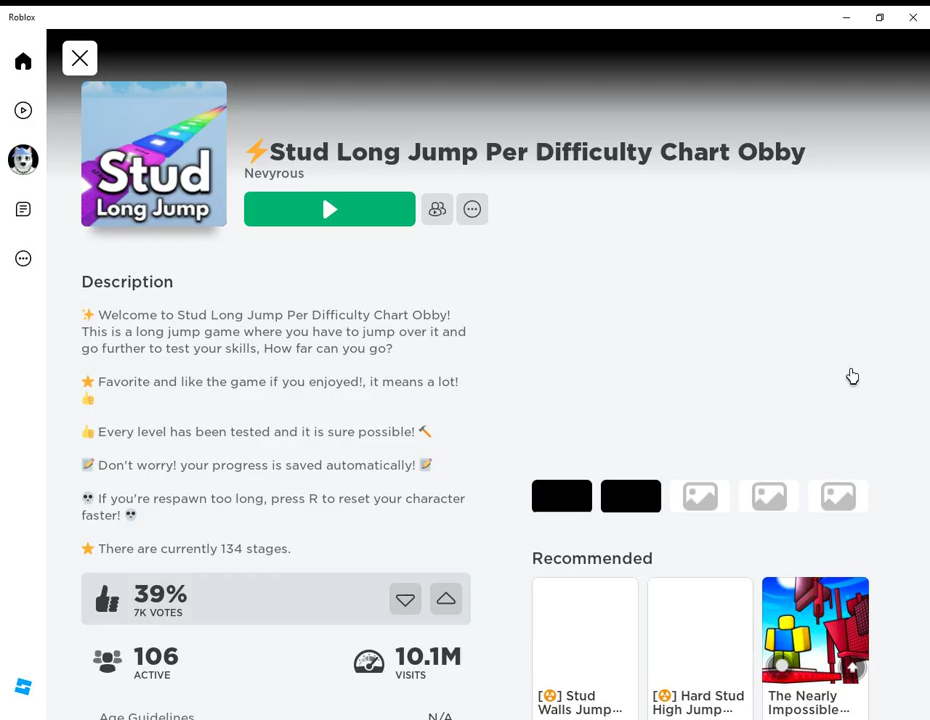 Roblox
Stud
Long Jump
⚡Stud Long Jump Per Difficulty Chart Obby
Nevyrous
Description
✨ Welcome to Stud Long Jump Per Difficulty Chart Obby!
This is a long jump game where you have to jump over it and
go further to test your skills, How far can you go?
⭐ Favorite and like the game if you enjoyed!, it means a lot!
👍
👍 Every level has been tested and it is sure possible! 🔨
📝 Don't worry! your progress is saved automatically! 📝
💀 If you're respawn too long, press R to reset your character
faster! 💀
⭐ There are currently 134 stages.
39%
7K VOTES
106
ACTIVE
10.1M
VISITS
Age Guidelines
N/A
Recommended
[😱] Stud
Walls Jump...
[😱] Hard Stud
High Jump...
The Nearly
Impossible...